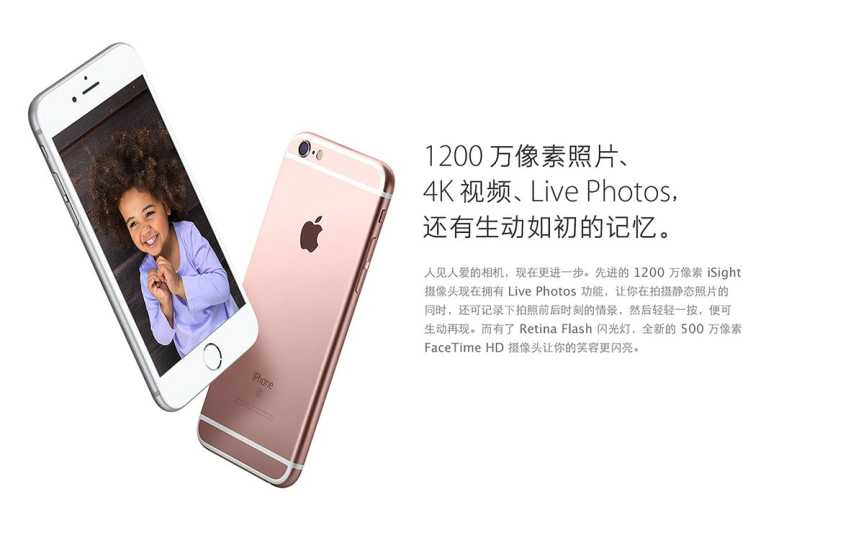 1200 万像素照片、
4K 视频、Live Photos，
还有生动如初的记忆。
人见人爱的相机，现在更进一步。先进的 1200 万像素 iSight
摄像头现在拥有 Live Photos 功能，让你在拍摄静态照片的
同时，还可记录下拍照前后时刻的情景，然后轻轻一按，便可
生动再现。而有了 Retina Flash 闪光灯，全新的 500 万像素
FaceTime HD 摄像头让你的笑容更闪亮。
iPhone
S